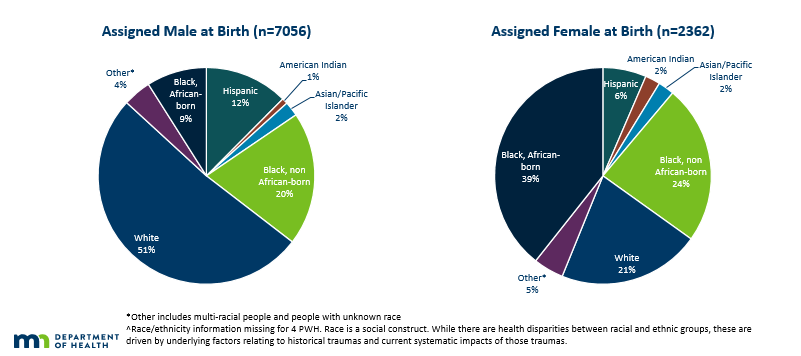 Assigned Male at Birth (n=7056)
Other*
4%
Black,
African-
born
9%
Hispanic
12%
American Indian
1%
Asian/Pacific
Islander
2%
Black, non
African-born
20%
White
51%
Assigned Female at Birth (n=2362)
Hispanic
6%
American Indian
2%
Asian/Pacific
Islander
2%
Black, African-
born
39%
Black, non
African-born
24%
White
21%
Other*
5%
*Other includes multi-racial people and people with unknown race
^Race/ethnicity information missing for 4 PWH. Race is a social construct. While there are health disparities between racial and ethnic groups, these are
driven by underlying factors relating to historical traumas and current systematic impacts of those traumas.
mn DEPARTMENT
OF HEALTH